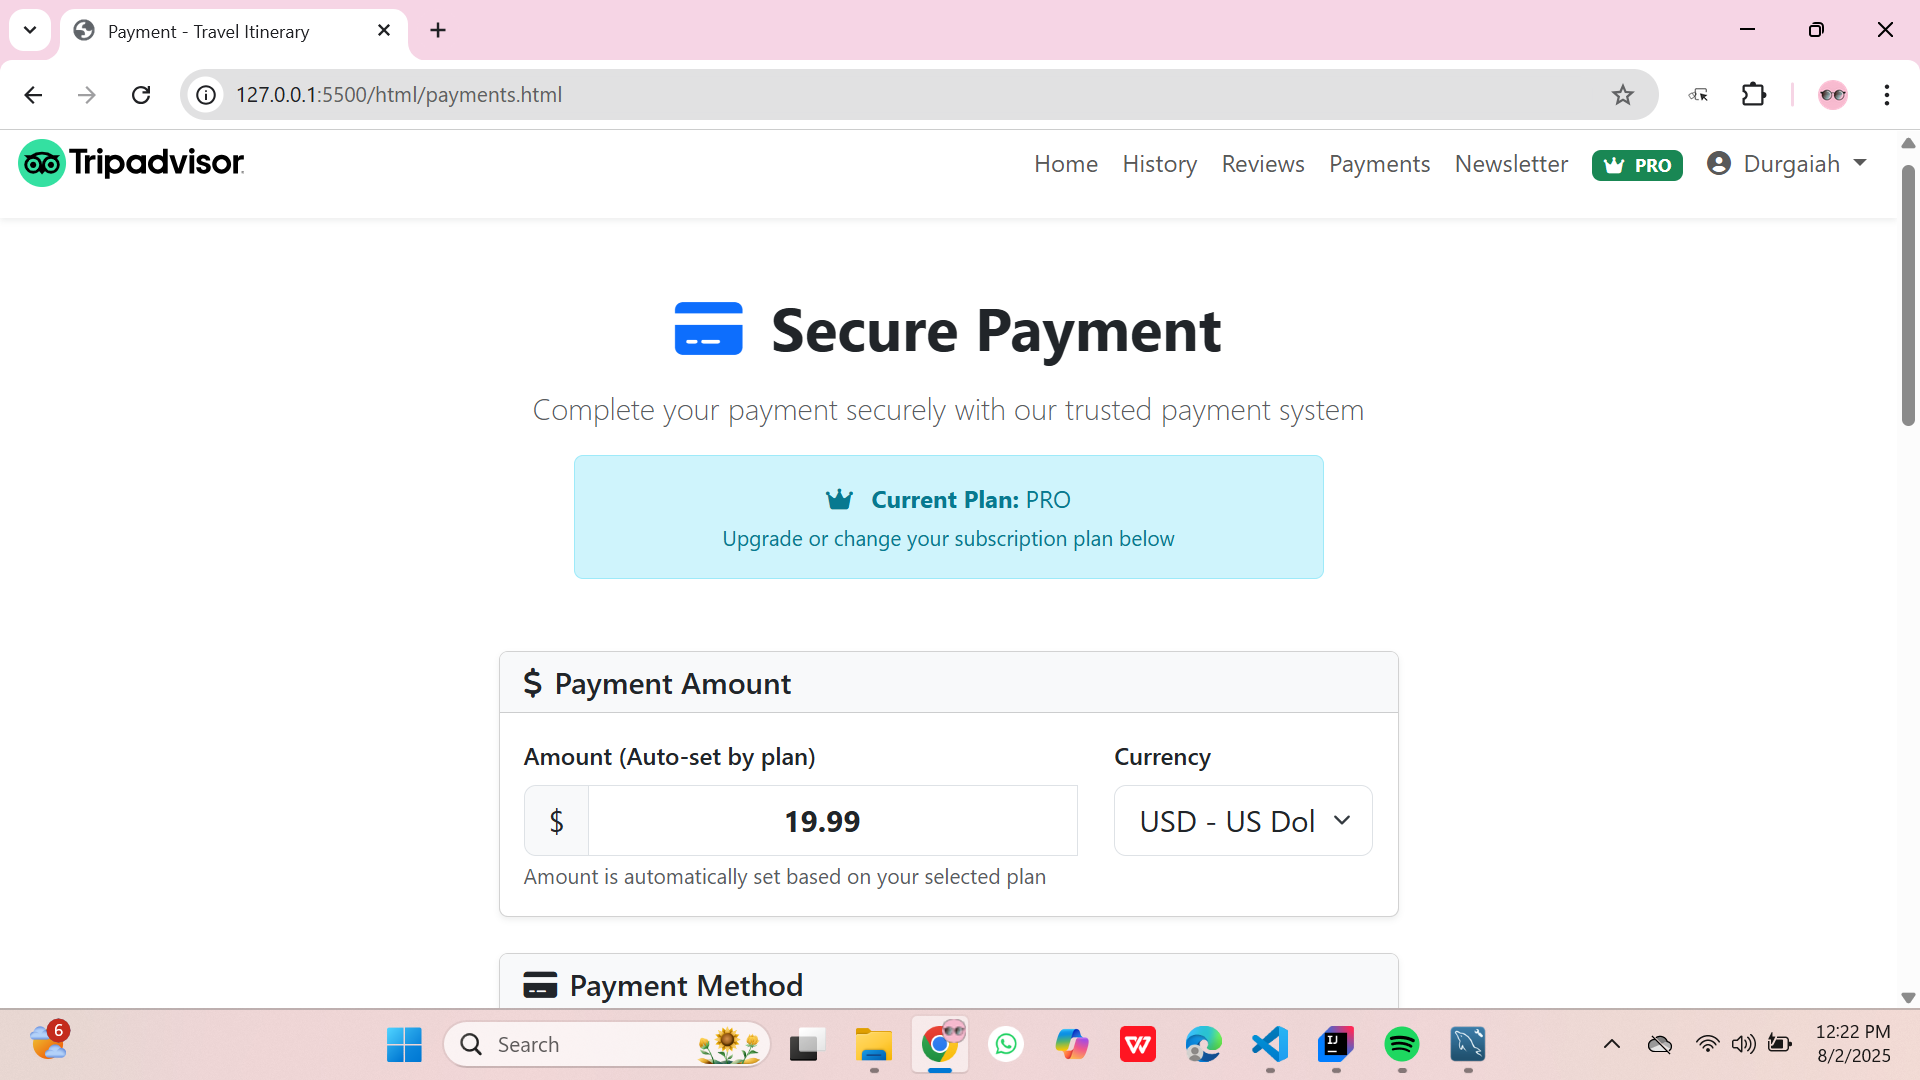 Payment - Travel Itinerary
127.0.0.1:5500/html/payments.html
Tripadvisor
Home History Reviews Payments Newsletter PRO Durgaiah
Secure Payment
Complete your payment securely with our trusted payment system
Current Plan: PRO
Upgrade or change your subscription plan below
$ Payment Amount
Amount (Auto-set by plan) Currency
$ 19.99 USD - US Dol
Amount is automatically set based on your selected plan
Payment Method
6 Search W IJ 12:22 PM
8/2/2025